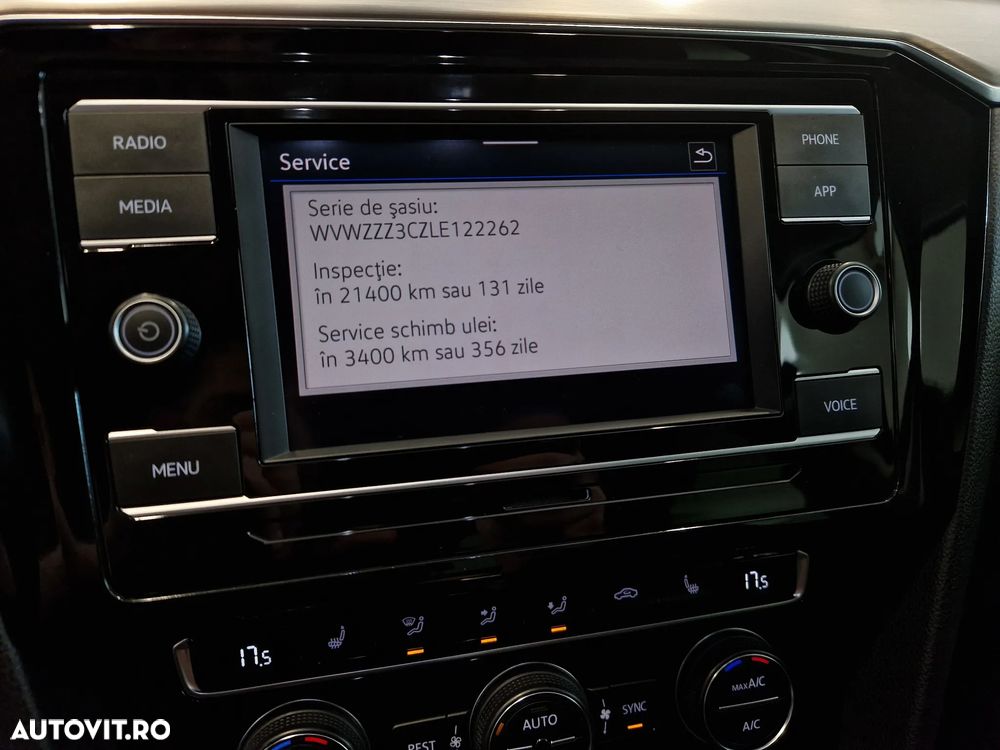 RADIO
MEDIA
MENU
Service
Serie de şasiu:
WVWZZZ3CZLE122262
Inspecţie:
în 21400 km sau 131 zile
Service schimb ulei:
în 3400 km sau 356 zile
PHONE
APP
VOICE
17.5
17.5
REST
AUTO
SYNC
MAX A/C
A/C
AUTOVIT.RO